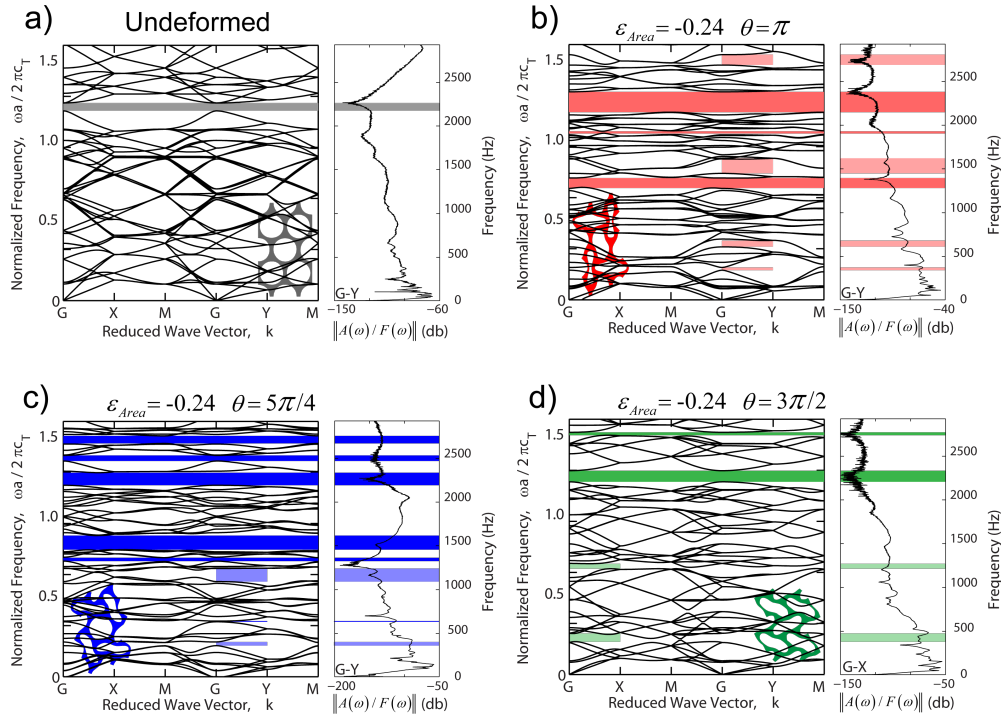 a) Undeformed
Normalized Frequency, ωa / 2 πc_T
1.5
1.0
0.5
0
G X M G Y M
Reduced Wave Vector, k
2500
2000
1500
1000
500
0
Frequency (Hz)
G-Y
-150 -60
‖A(ω) / F(ω)‖ (db)
b) ε_Area = -0.24 θ = π
Normalized Frequency, ωa / 2 πc_T
1.5
1.0
0.5
0
G X M G Y M
Reduced Wave Vector, k
2500
2000
1500
1000
500
0
Frequency (Hz)
G-Y
-150 -40
‖A(ω) / F(ω)‖ (db)
c) ε_Area = -0.24 θ = 5π/4
Normalized Frequency, ωa / 2 πc_T
1.5
1.0
0.5
0
G X M G Y M
Reduced Wave Vector, k
2500
2000
1500
1000
500
0
Frequency (Hz)
G-Y
-200 -50
‖A(ω) / F(ω)‖ (db)
d) ε_Area = -0.24 θ = 3π/2
Normalized Frequency, ωa / 2 πc_T
1.5
1.0
0.5
0
G X M G Y M
Reduced Wave Vector, k
2500
2000
1500
1000
500
0
Frequency (Hz)
G-X
-150 -50
‖A(ω) / F(ω)‖ (db)